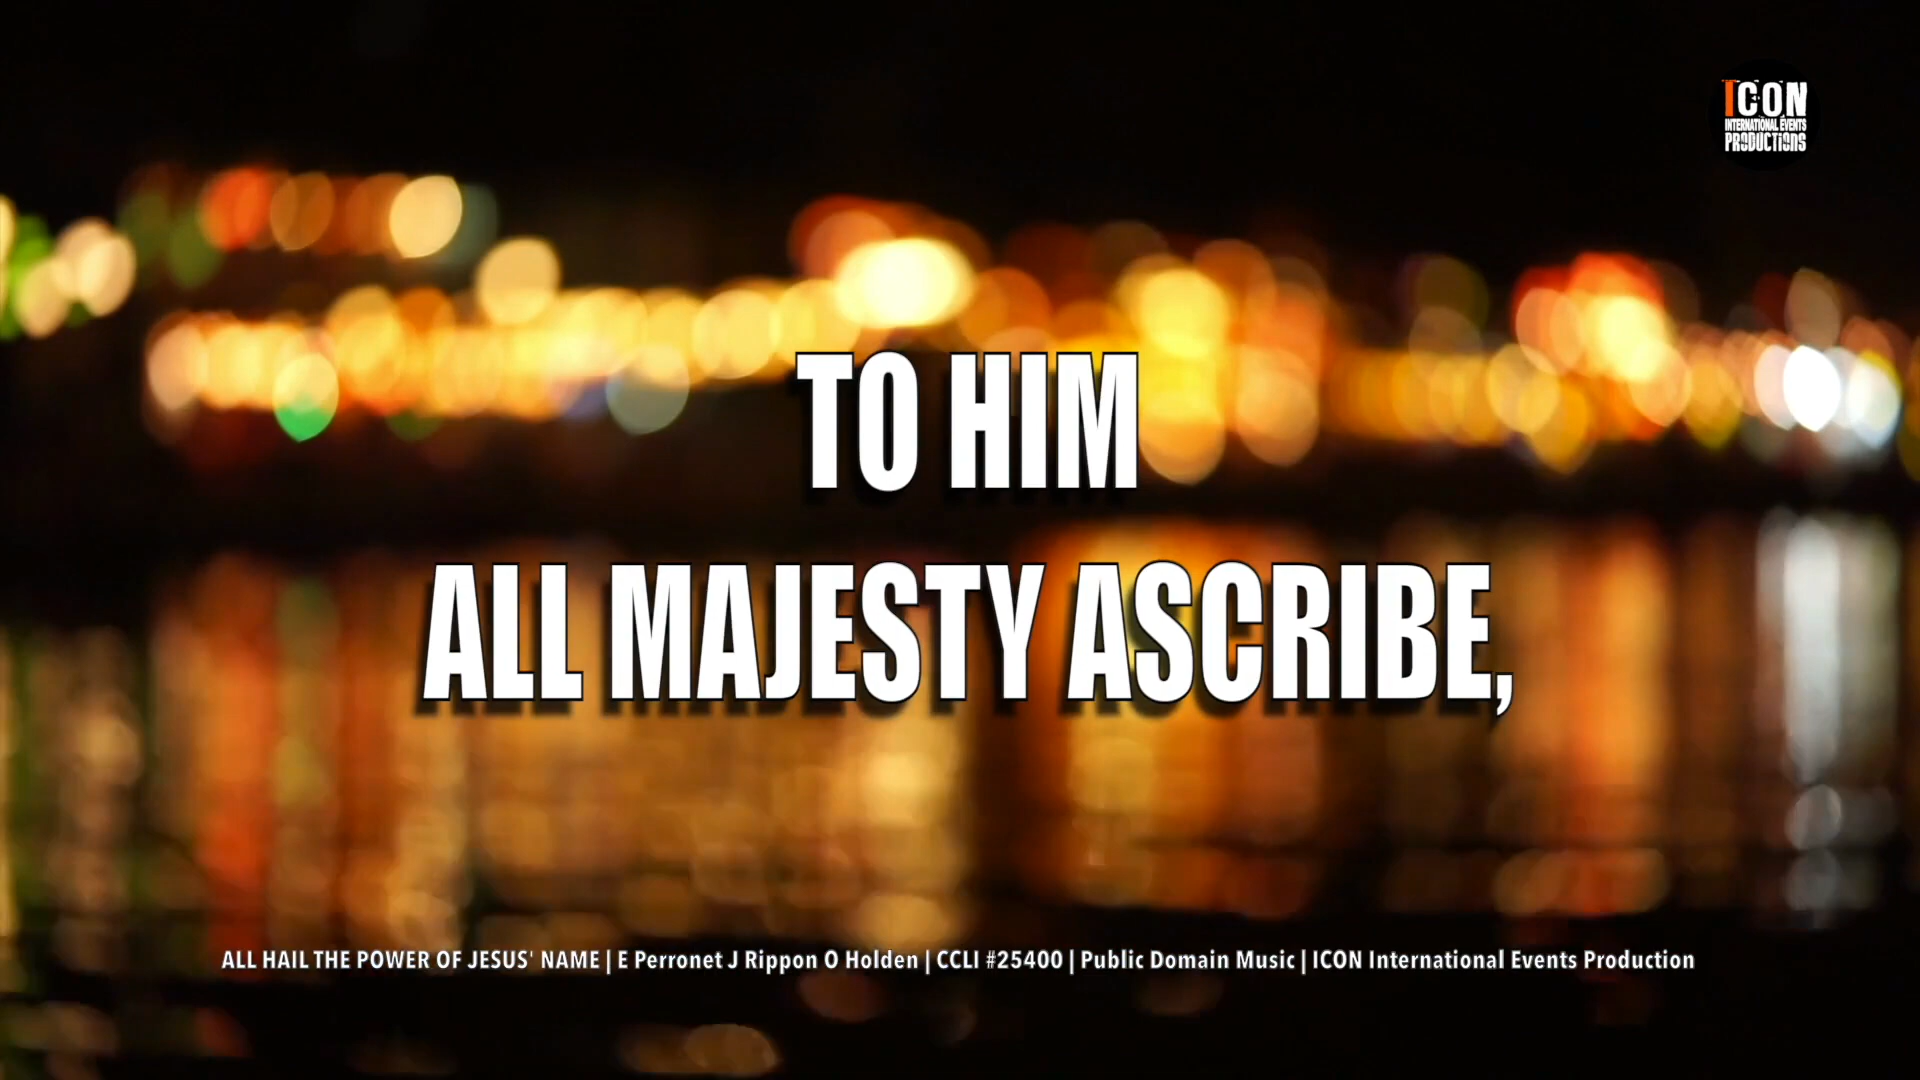 ICON
INTERNATIONAL EVENTS
PRODUCTIONS
TO HIM
ALL MAJESTY ASCRIBE,
ALL HAIL THE POWER OF JESUS' NAME | E Perronet J Rippon O Holden | CCLI #25400 | Public Domain Music | ICON International Events Production